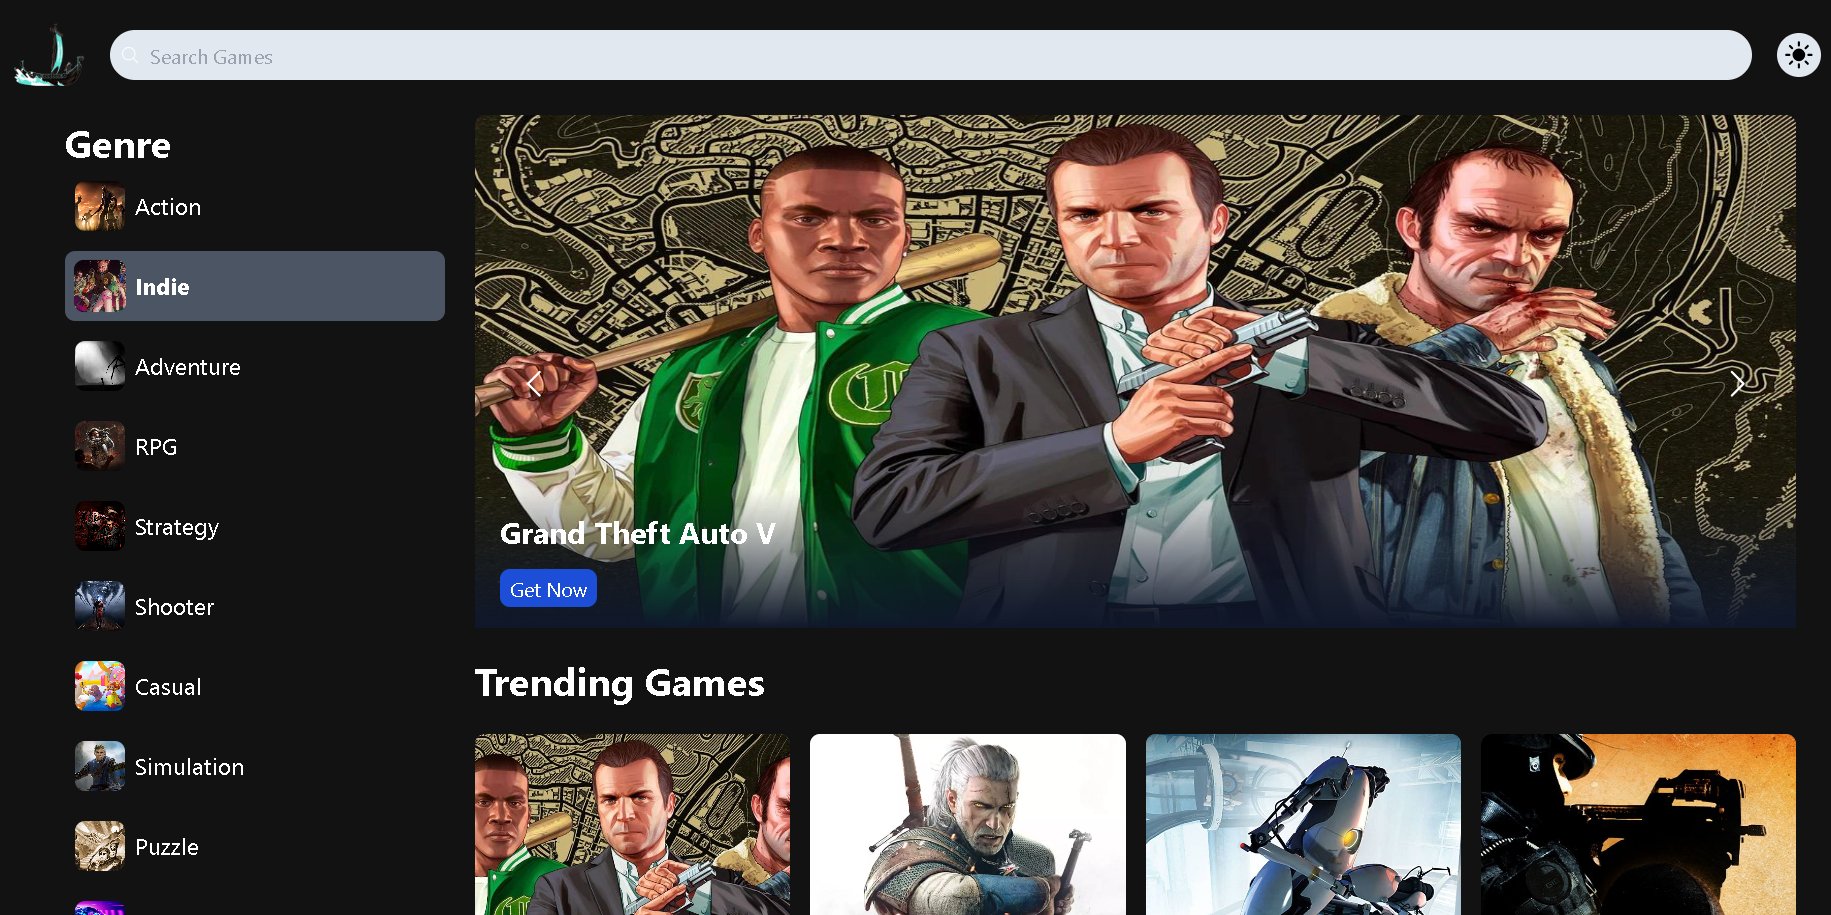 Search Games
Genre
Action
Indie
Adventure
RPG
Strategy
Shooter
Casual
Simulation
Puzzle
Grand Theft Auto V
Get Now
Trending Games